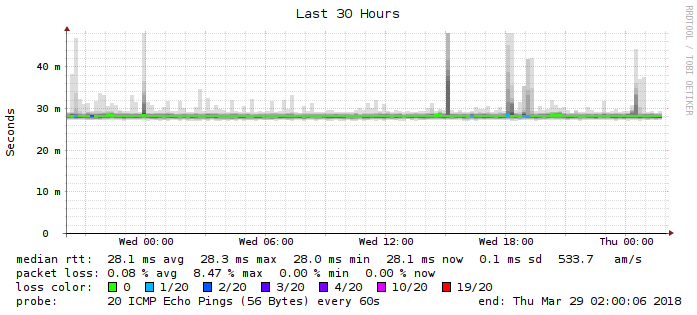 Last 30 Hours
RRDTOOL / TOBI OETIKER
Seconds
40 m
30 m
20 m
10 m
0
Wed 00:00 Wed 06:00 Wed 12:00 Wed 18:00 Thu 00:00
median rtt: 28.1 ms avg 28.3 ms max 28.0 ms min 28.1 ms now 0.1 ms sd 533.7 am/s
packet loss: 0.08 % avg 8.47 % max 0.00 % min 0.00 % now
loss color: 0 1/20 2/20 3/20 4/20 10/20 19/20
probe: 20 ICMP Echo Pings (56 Bytes) every 60s end: Thu Mar 29 02:00:06 2018